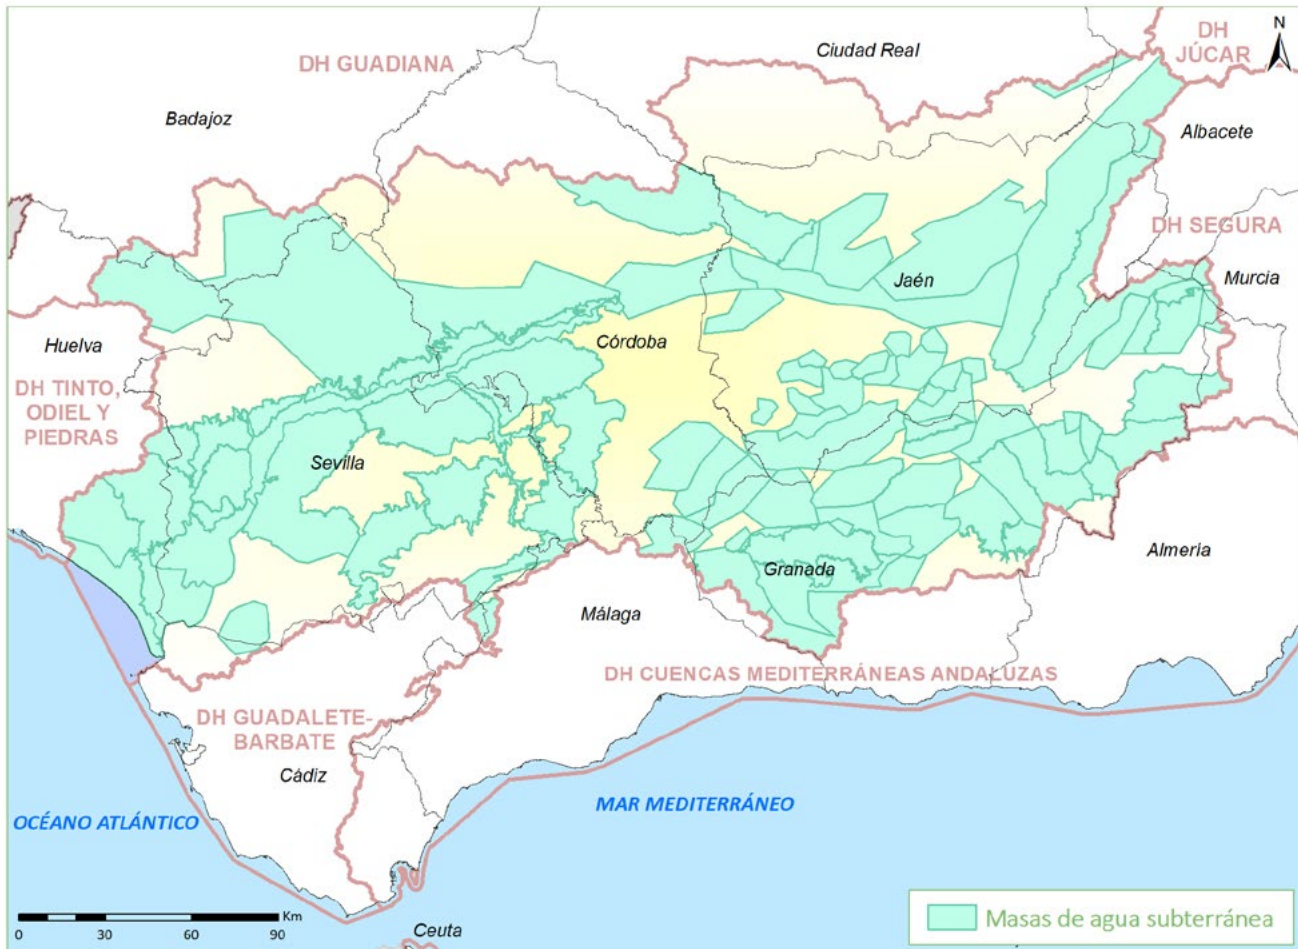 N
DH
JÚCAR
Ciudad Real
DH GUADIANA
Badajoz
Albacete
DH SEGURA
Murcia
Jaén
Huelva
Córdoba
DH TINTO,
ODIEL Y
PIEDRAS
Sevilla
Almeria
Granada
Málaga
DH CUENCAS MEDITERRÁNEAS ANDALUZAS
DH GUADALETE-
BARBATE
Cádiz
MAR MEDITERRÁNEO
OCÉANO ATLÁNTICO
Km
0 30 60 90
Ceuta
Masas de agua subterránea